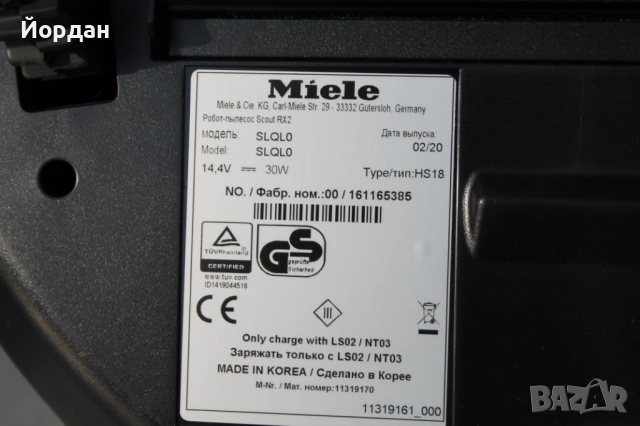 Йордан
Miele
Miele & Cie. KG, Carl-Miele Str. 29 - 33332 Gütersloh, Germany
Робот-пылесос Scout RX2
модель: SLQL0 Дата выпуска:
Model: SLQL0 02/20
14,4V ⎓ 30W Type/тип:HS18
NO. / Фабр. ном.:00 / 161165385
TÜVRheinland
CERTIFIED
www.tuv.com
ID1419044516
GS
geprüfte
Sicherheit
CE
III
Only charge with LS02 / NT03
Заряжать только с LS02 / NT03
MADE IN KOREA / Сделано в Корее
M-Nr. / Мат. номер:11319170
11319161_000
BAZAR